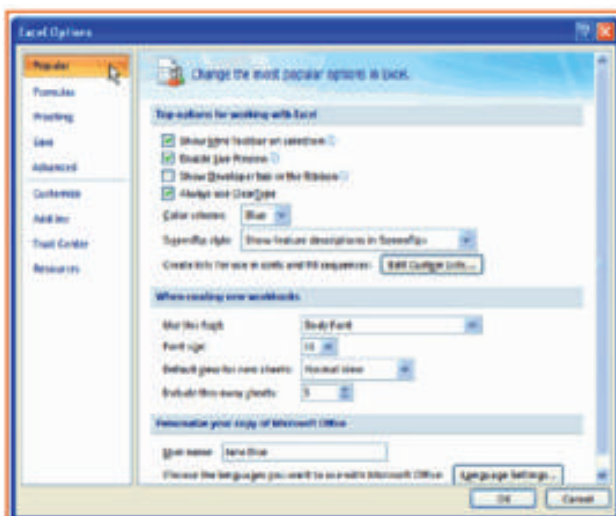 Excel Options
Popular
Formulas
Proofing
Save
Advanced
Customize
Add-Ins
Trust Center
Resources
Change the most popular options in Excel.
Top options for working with Excel
Show Mini Toolbar on selection
Enable Live Preview
Show Developer tab in the Ribbon
Always use ClearType
Color scheme: Blue
ScreenTip style: Show feature descriptions in ScreenTips
Create lists for use in sorts and fill sequences: Edit Custom Lists...
When creating new workbooks
Use this font: Body Font
Font size: 11
Default view for new sheets: Normal View
Include this many sheets:
Personalize your copy of Microsoft Office
User name: Jane Doe
Choose the languages you want to use with Microsoft Office: Language Settings...
OK Cancel